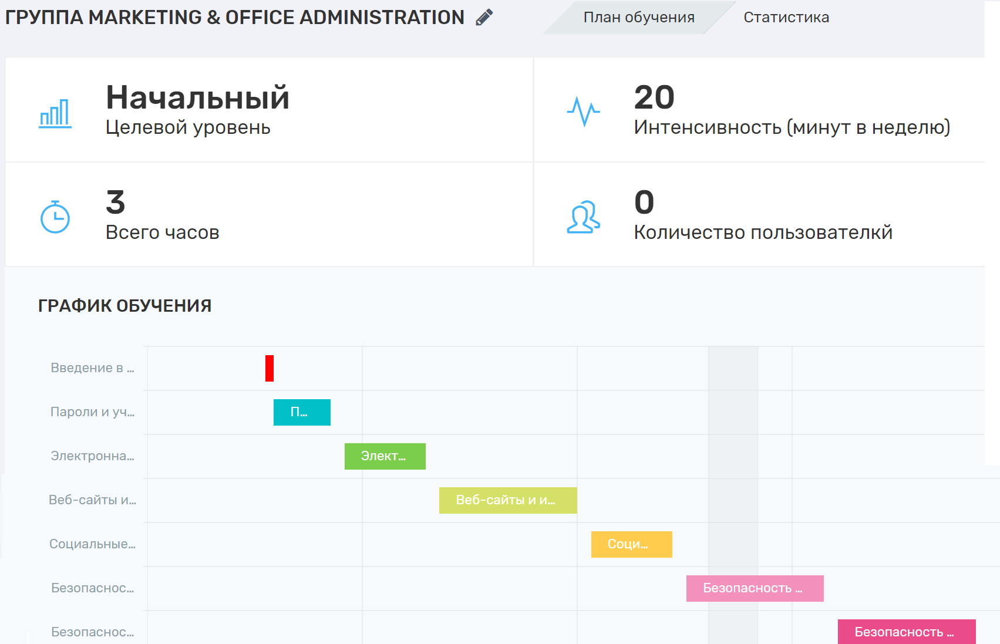 ГРУППА MARKETING & OFFICE ADMINISTRATION
План обучения
Статистика
Начальный
Целевой уровень
20
Интенсивность (минут в неделю)
3
Всего часов
0
Количество пользователкй
ГРАФИК ОБУЧЕНИЯ
Введение в ...
Пароли и уч...
П...
Электронна...
Элект...
Веб-сайты и...
Веб-сайты и и...
Социальные...
Соци...
Безопаснос...
Безопасность ...
Безопаснос...
Безопасность ...